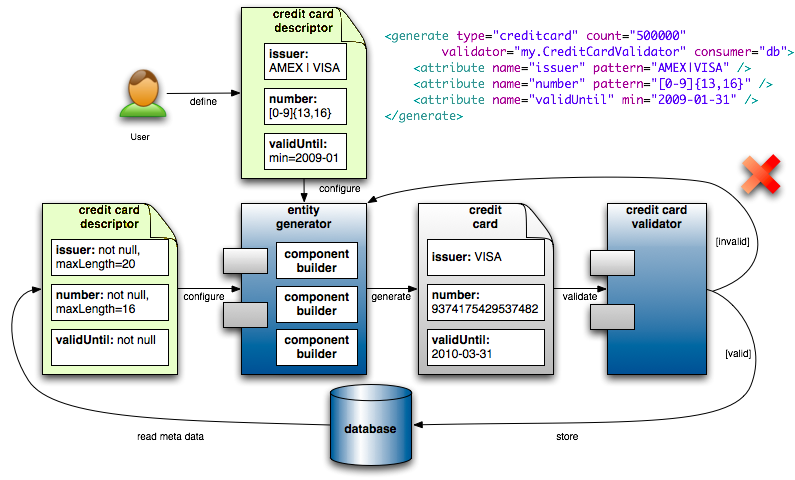 credit card
descriptor
issuer:
AMEX | VISA
number:
[0-9]{13,16}
validUntil:
min=2009-01
<generate type="creditcard" count="500000"
validator="my.CreditCardValidator" consumer="db">
<attribute name="issuer" pattern="AMEX|VISA" />
<attribute name="number" pattern="[0-9]{13,16}" />
<attribute name="validUntil" min="2009-01-31" />
</generate>
User
define
configure
credit card
descriptor
issuer: not null,
maxLength=20
number: not null,
maxLength=16
validUntil: not null
configure
entity
generator
component
builder
component
builder
component
builder
generate
credit
card
issuer: VISA
number:
9374175429537482
validUntil:
2010-03-31
validate
credit card
validator
[invalid]
[valid]
database
read meta data
store